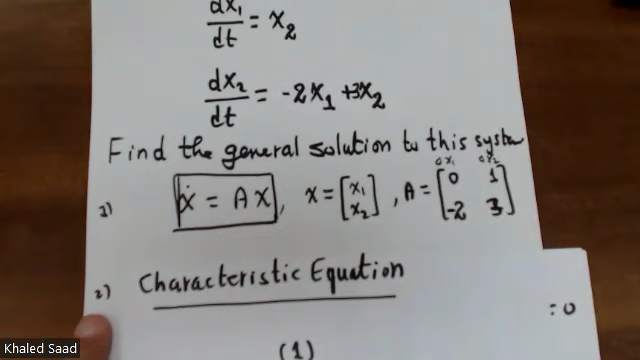 dx₁/dt = x₂
dx₂/dt = -2x₁ + 3x₂
Find the general solution to this system
1) ẋ = Ax, x = [x₁ x₂], A = [0 1 -2 3]
2) Characteristic Equation
= 0
(1)
Khaled Saad